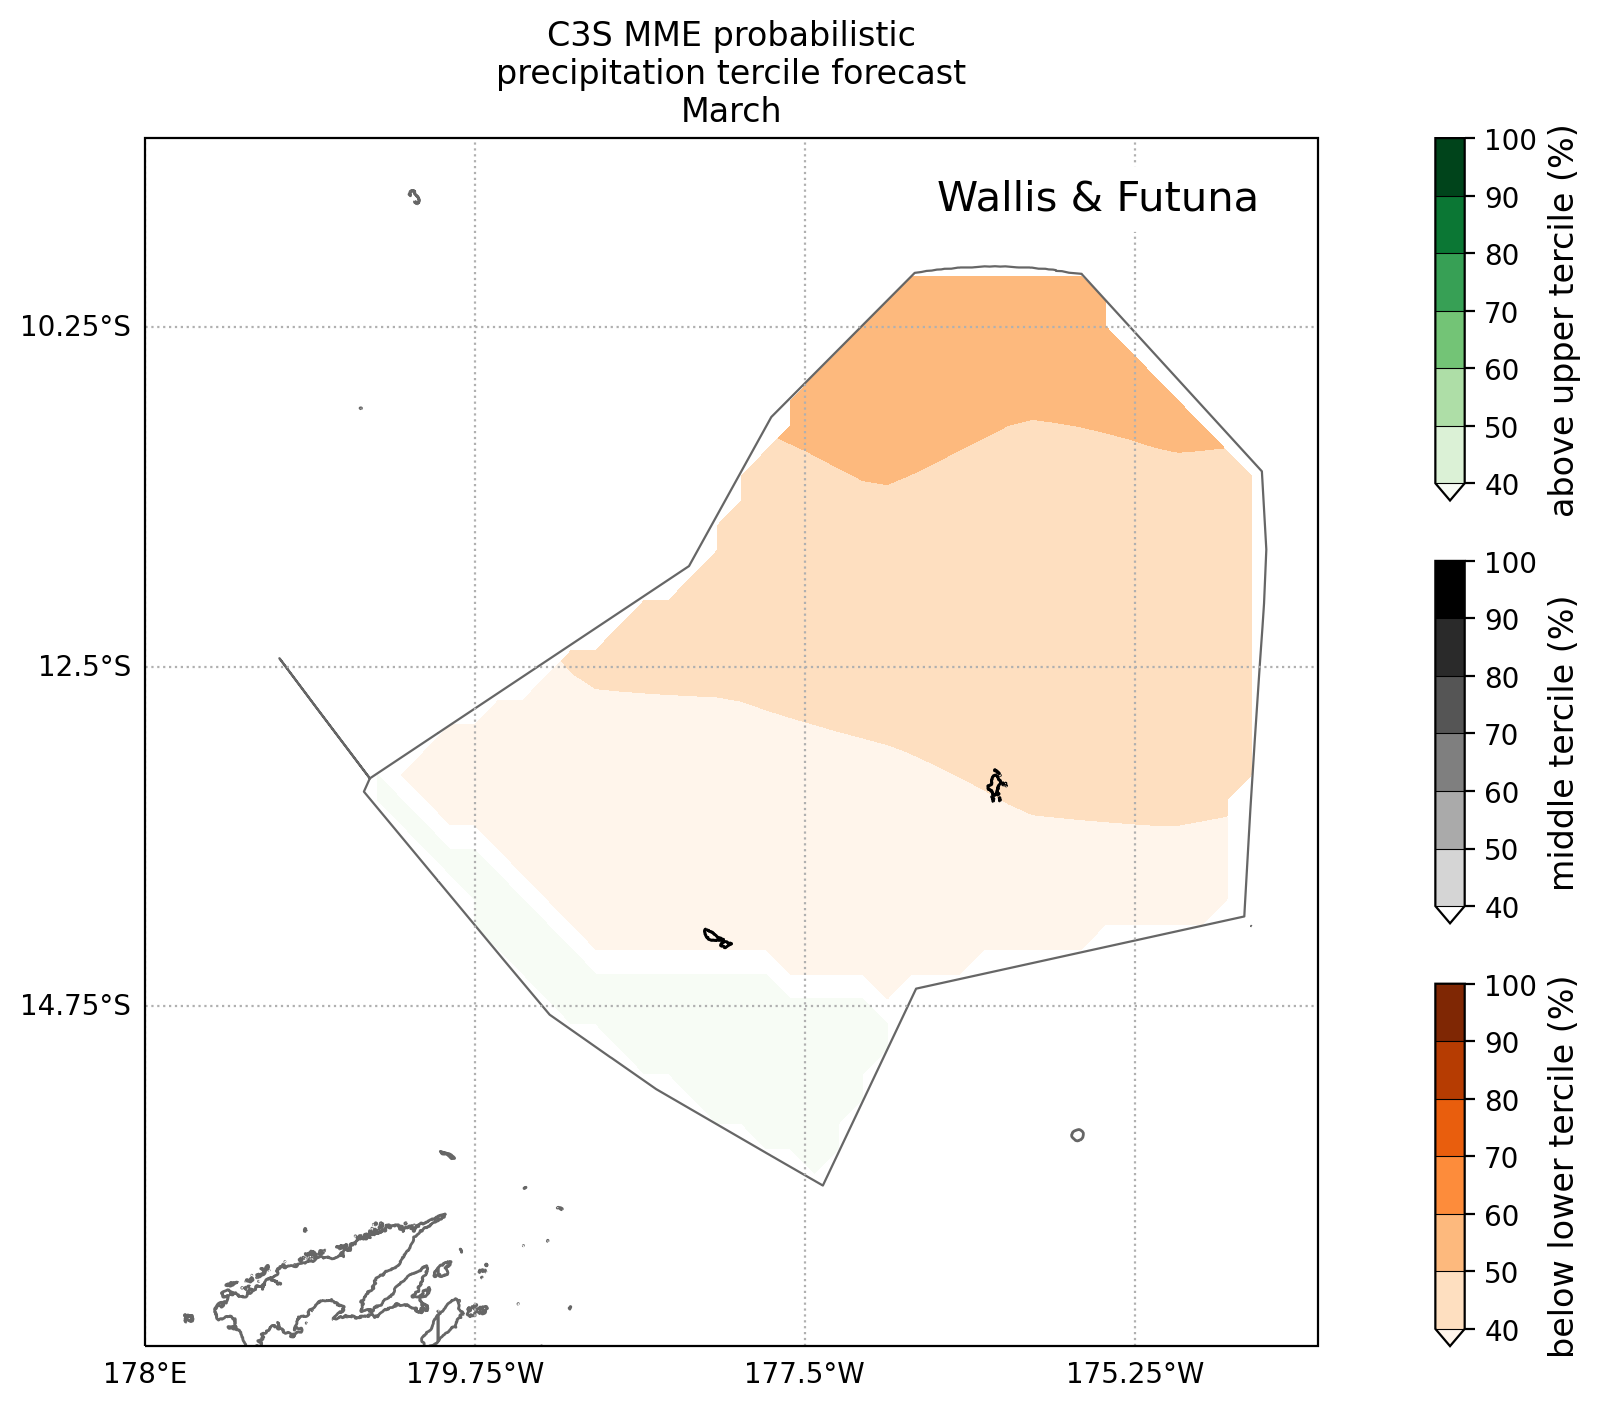 C3S MME probabilistic
precipitation tercile forecast
March
Wallis & Futuna
10.25°S
12.5°S
14.75°S
178°E
179.75°W
177.5°W
175.25°W
100
90
80
70
60
50
40
above upper tercile (%)
100
90
80
70
60
50
40
middle tercile (%)
100
90
80
70
60
50
40
below lower tercile (%)